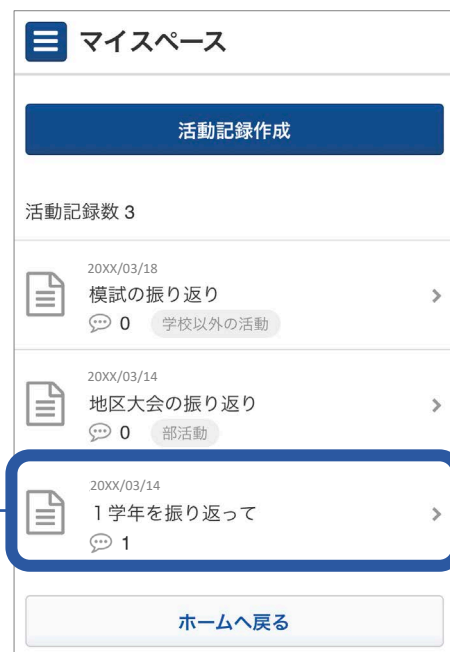 マイスペース
活動記録作成
活動記録数 3
20XX/03/18
模試の振り返り
0 学校以外の活動
20XX/03/14
地区大会の振り返り
0 部活動
20XX/03/14
１学年を振り返って
1
ホームへ戻る